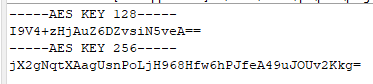 -----AES KEY 128-----
I9V4+zHjAuZ6DZvsiN5veA==
-----AES KEY 256-----
jX2gNqtXAagUsnPoLjH968Hfw6hPJfeA49uJOUv2Kkg=